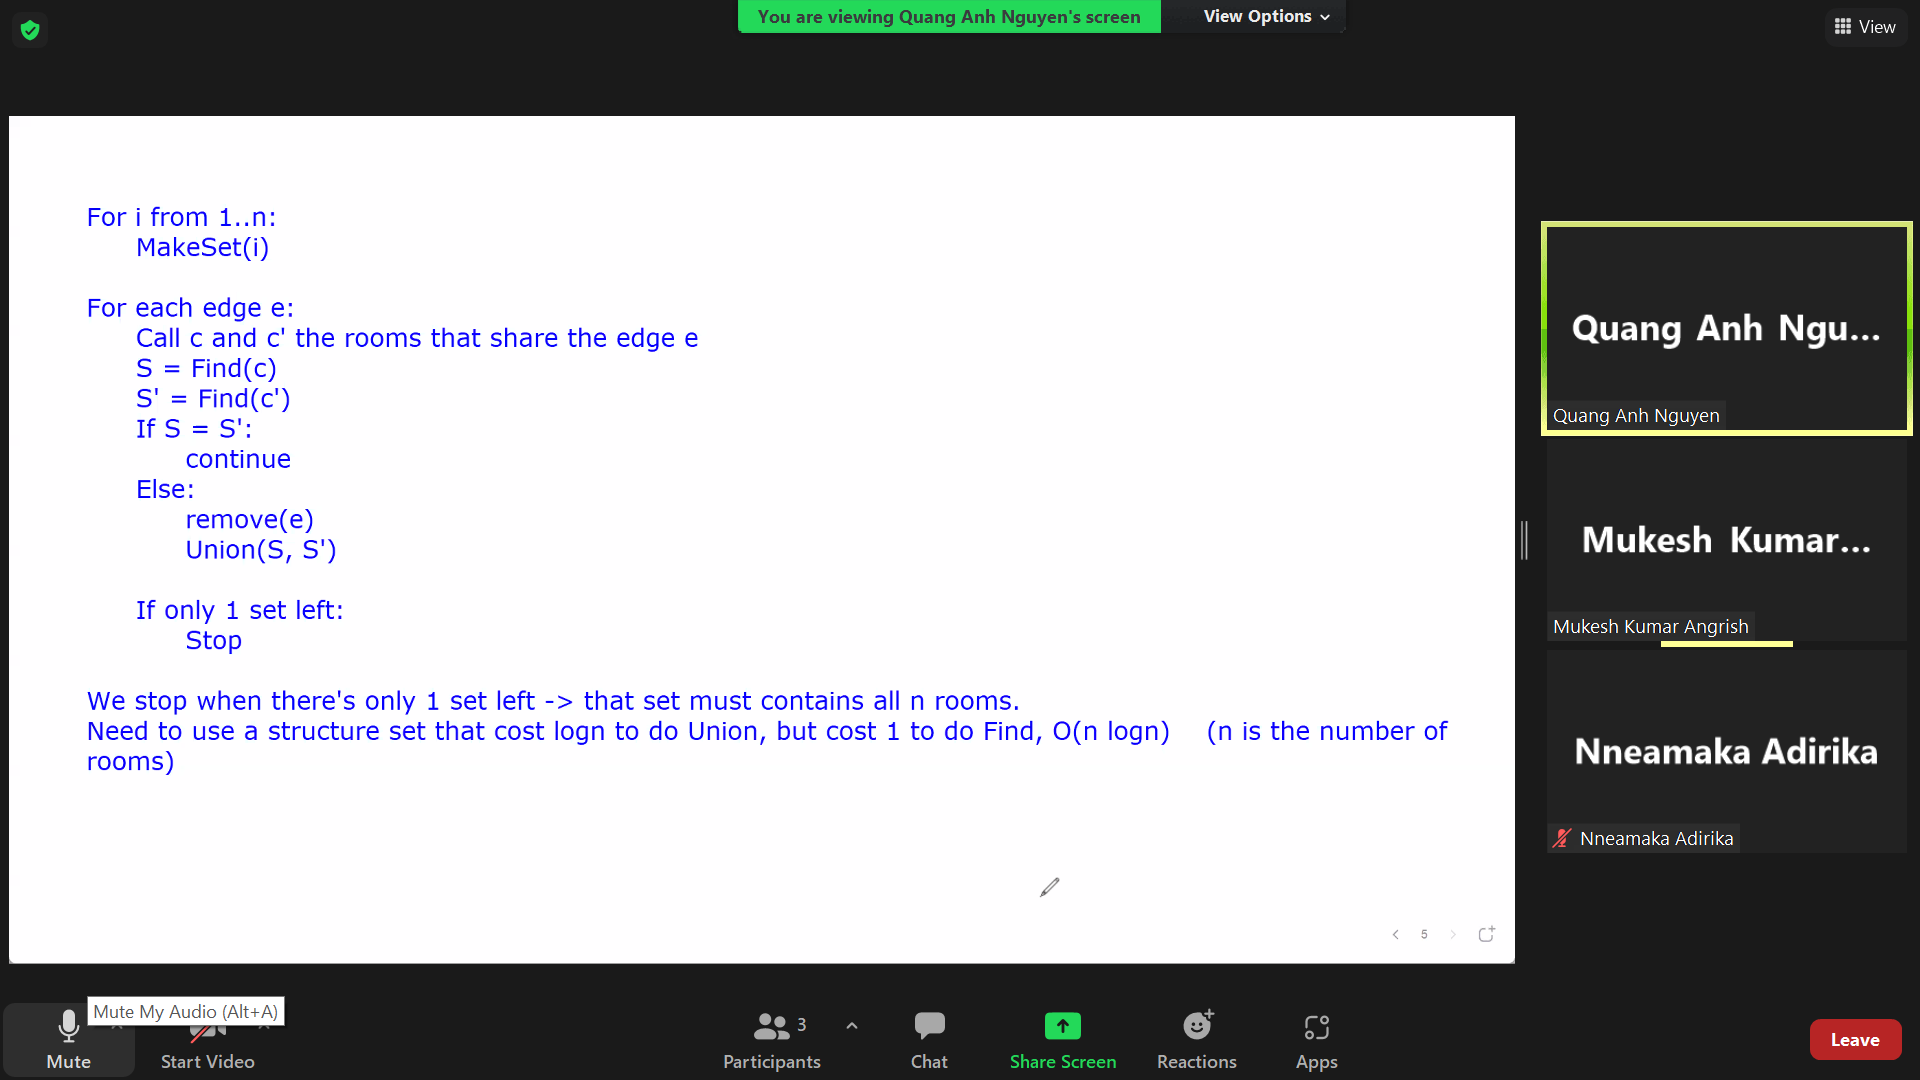 You are viewing Quang Anh Nguyen's screen
View Options
View
For i from 1..n:
MakeSet(i)
For each edge e:
Call c and c' the rooms that share the edge e
S = Find(c)
S' = Find(c')
If S = S':
continue
Else:
remove(e)
Union(S, S')
If only 1 set left:
Stop
We stop when there's only 1 set left -> that set must contains all n rooms.
Need to use a structure set that cost logn to do Union, but cost 1 to do Find, O(n logn) (n is the number of
rooms)
5
Quang Anh Ngu...
Quang Anh Nguyen
Mukesh Kumar...
Mukesh Kumar Angrish
Nneamaka Adirika
Nneamaka Adirika
Mute My Audio (Alt+A)
Mute
Start Video
3
Participants
Chat
Share Screen
Reactions
Apps
Leave